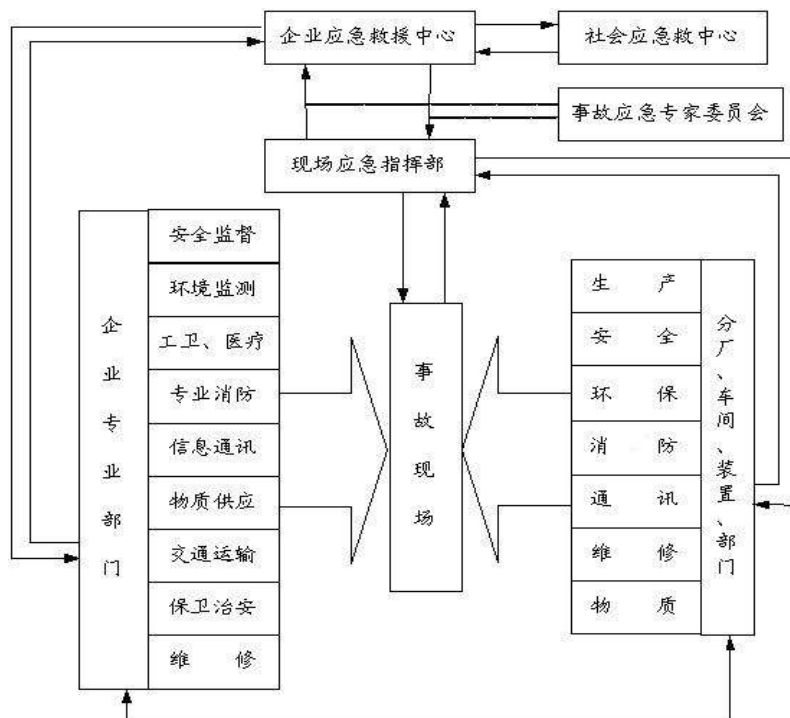 企业应急救援中心
社会应急救中心
事故应急专家委员会
现场应急指挥部
企业专业部门
安全监督
环境监测
工卫、医疗
专业消防
信息通讯
物质供应
交通运输
保卫治安
维 修
事故现场
生 产
安 全
环 保
消 防
通 讯
维 修
物 质
分厂、车间、装置、部门